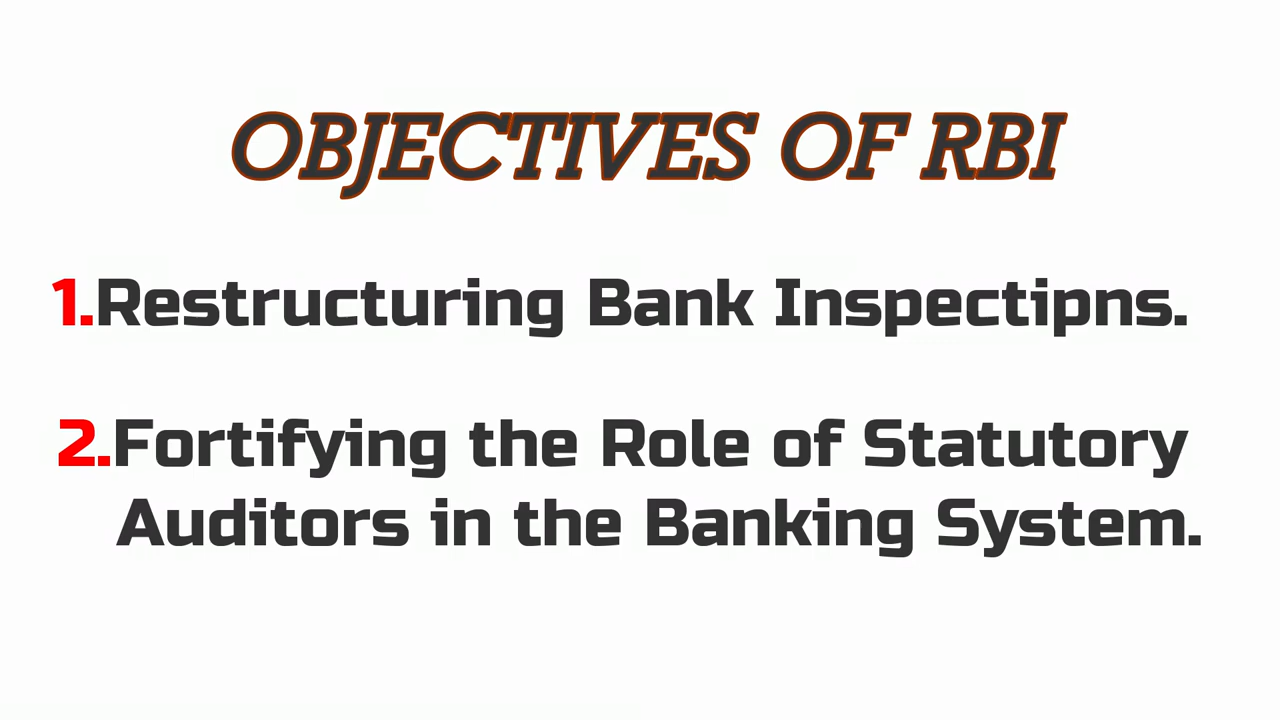 OBJECTIVES OF RBI
1.Restructuring Bank Inspectipns.
2.Fortifying the Role of Statutory
Auditors in the Banking System.